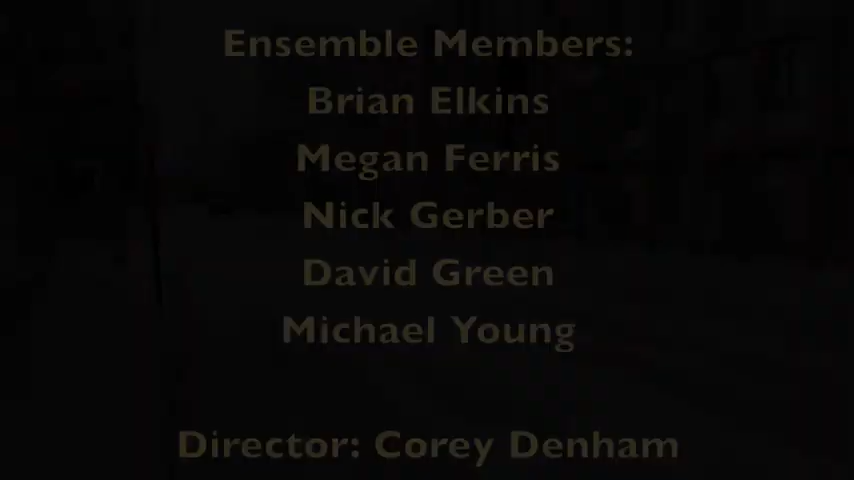 Ensemble Members:
Brian Elkins
Megan Ferris
Nick Gerber
David Green
Michael Young
Director: Corey Denham